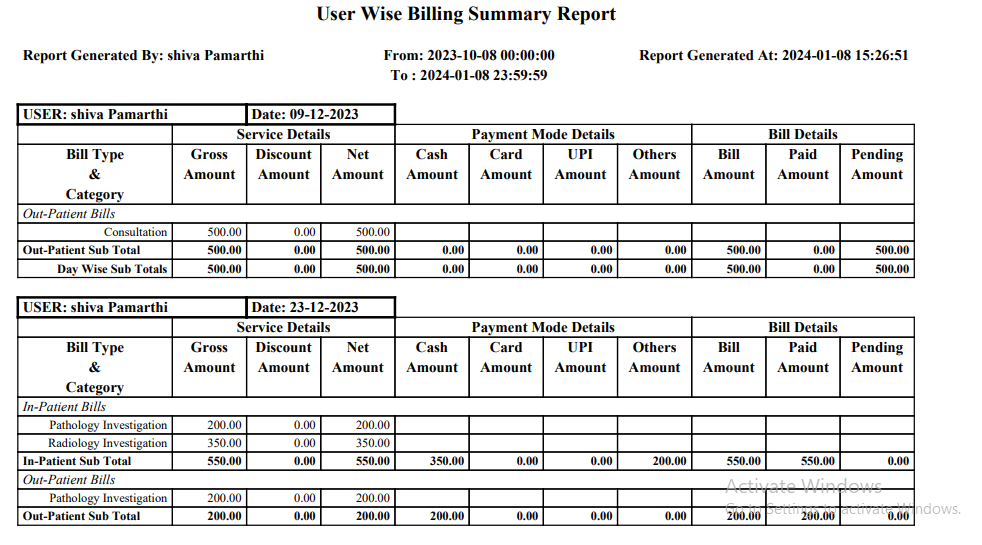 User Wise Billing Summary Report
Report Generated By: shiva Pamarthi From: 2023-10-08 00:00:00 Report Generated At: 2024-01-08 15:26:51
To : 2024-01-08 23:59:59
USER: shiva Pamarthi Date: 09-12-2023
Service Details Payment Mode Details Bill Details
Bill Type Gross Discount Net Cash Card UPI Others Bill Paid Pending
& Amount Amount Amount Amount Amount Amount Amount Amount Amount Amount
Category
Out-Patient Bills
Consultation 500.00 0.00 500.00
Out-Patient Sub Total 500.00 0.00 500.00 0.00 0.00 0.00 0.00 500.00 0.00 500.00
Day Wise Sub Totals 500.00 0.00 500.00 0.00 0.00 0.00 0.00 500.00 0.00 500.00
USER: shiva Pamarthi Date: 23-12-2023
Service Details Payment Mode Details Bill Details
Bill Type Gross Discount Net Cash Card UPI Others Bill Paid Pending
& Amount Amount Amount Amount Amount Amount Amount Amount Amount Amount
Category
In-Patient Bills
Pathology Investigation 200.00 0.00 200.00
Radiology Investigation 350.00 0.00 350.00
In-Patient Sub Total 550.00 0.00 550.00 350.00 0.00 0.00 200.00 550.00 550.00 0.00
Out-Patient Bills
Activate Windows
Pathology Investigation 200.00 0.00 200.00
Go to Settings to activate Windows.
Out-Patient Sub Total 200.00 0.00 200.00 200.00 0.00 0.00 0.00 200.00 200.00 0.00